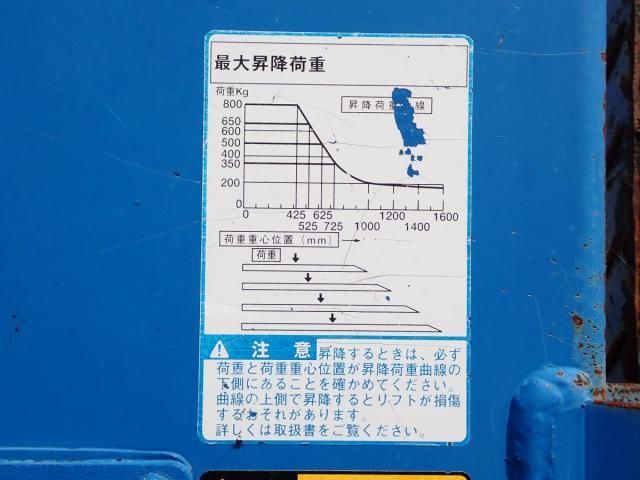 最大昇降荷重
荷重Kg
昇降荷重 線
800
650
600
500
400
350
200
0
0 425 625 1200 1600
525 725 1000 1400
荷重重心位置(mm)
荷重
注意 昇降するときは、必ず
荷重と荷重重心位置が昇降荷重曲線の
下側にあることを確かめてください。
曲線の上側で昇降するとリフトが損傷
するおそれがあります。
詳しくは取扱書をご覧ください。